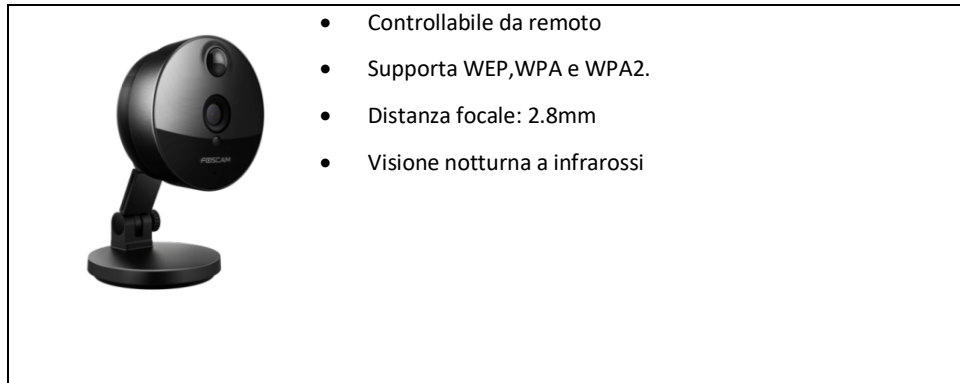 • Controllabile da remoto
• Supporta WEP,WPA e WPA2.
• Distanza focale: 2.8mm
• Visione notturna a infrarossi
FOSCAM